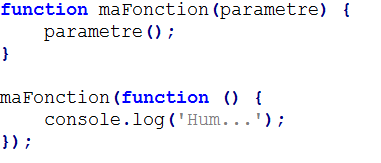 function maFonction(parametre) {
    parametre();
}

maFonction(function () {
    console.log('Hum...');
});